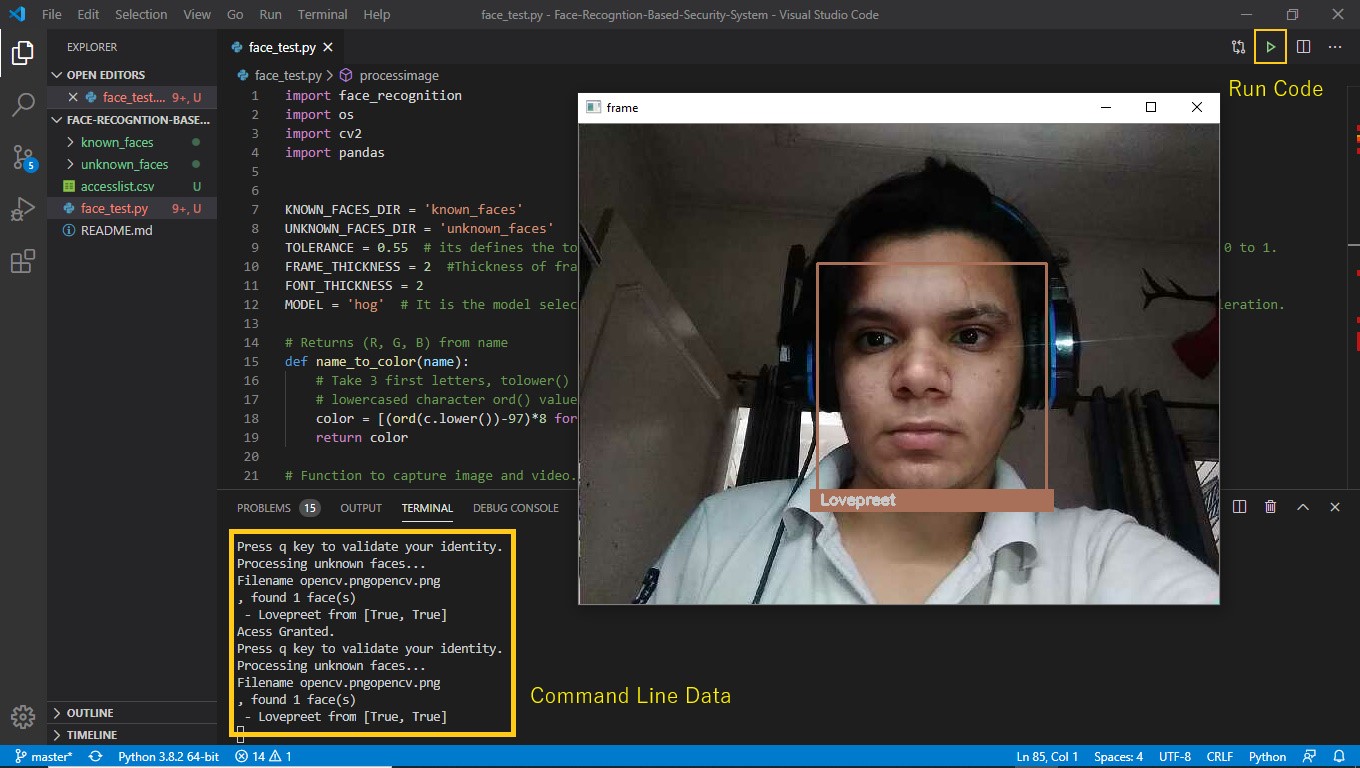 File Edit Selection View Go Run Terminal Help face_test.py - Face-Recogntion-Based-Security-System - Visual Studio Code
EXPLORER
OPEN EDITORS
face_test.... 9+, U
FACE-RECOGNTION-BASE...
known_faces
unknown_faces
accesslist.csv U
face_test.py 9+, U
README.md
OUTLINE
TIMELINE
5
face_test.py
face_test.py > processimage
Run Code
1 import face_recognition
2 import os
3 import cv2
4 import pandas
5
6
7 KNOWN_FACES_DIR = 'known_faces'
8 UNKNOWN_FACES_DIR = 'unknown_faces'
9 TOLERANCE = 0.55 # its defines the to 0 to 1.
10 FRAME_THICKNESS = 2 #Thickness of fra
11 FONT_THICKNESS = 2
12 MODEL = 'hog' # It is the model selec leration.
13
14 # Returns (R, G, B) from name
15 def name_to_color(name):
16 # Take 3 first letters, tolower()
17 # lowercased character ord() value
18 color = [(ord(c.lower())-97)*8 for
19 return color
20
21 # Function to capture image and video.
frame
Lovepreet
PROBLEMS 15 OUTPUT TERMINAL DEBUG CONSOLE
Press q key to validate your identity.
Processing unknown faces...
Filename opencv.pngopencv.png
, found 1 face(s)
- Lovepreet from [True, True]
Acess Granted.
Press q key to validate your identity.
Processing unknown faces...
Filename opencv.pngopencv.png
, found 1 face(s)
- Lovepreet from [True, True]
Command Line Data
master* Python 3.8.2 64-bit 14 1 Ln 85, Col 1 Spaces: 4 UTF-8 CRLF Python